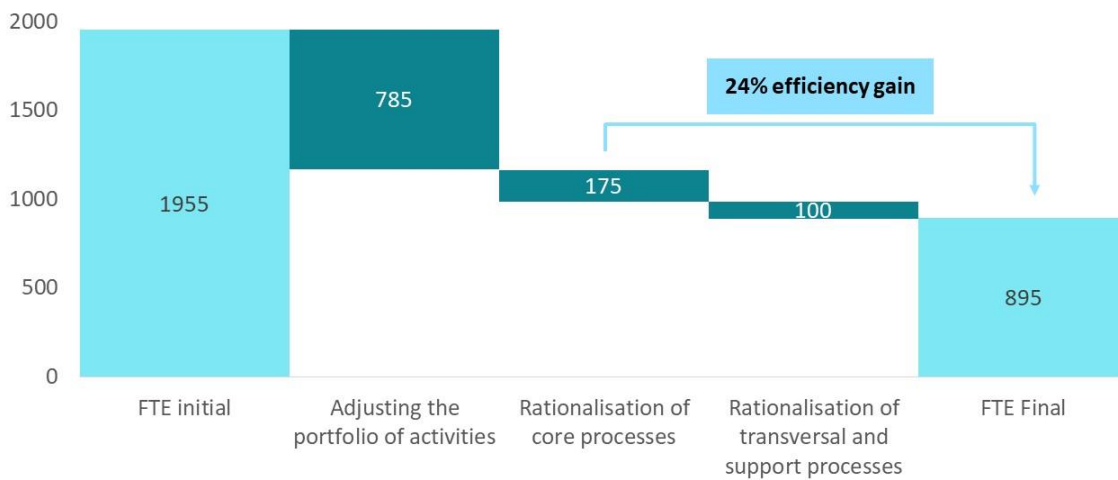 2000
1500
1000
500
0
1955
785
175
100
895
24% efficiency gain
FTE initial
Adjusting the
portfolio of activities
Rationalisation of
core processes
Rationalisation of
transversal and
support processes
FTE Final